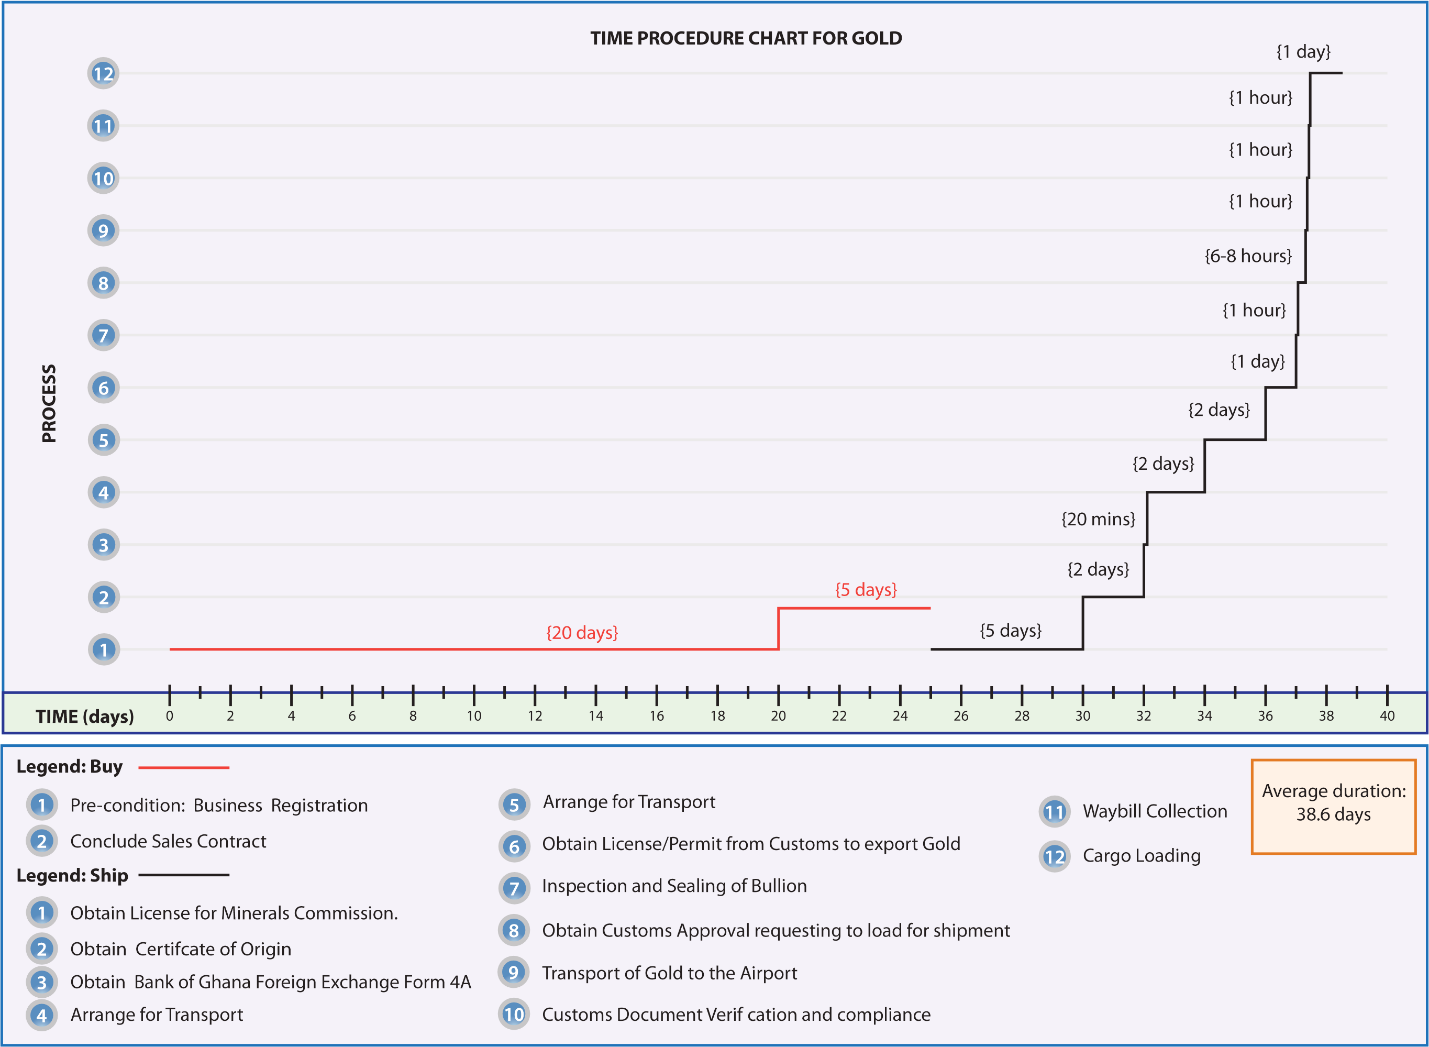 TIME PROCEDURE CHART FOR GOLD
{1 day}
12
{1 hour}
11
{1 hour}
10
{1 hour}
9
{6-8 hours}
8
{1 hour}
7
{1 day}
6
{2 days}
5
{2 days}
4
{20 mins}
3
{2 days}
2
{5 days}
{20 days}
{5 days}
1
PROCESS
TIME (days)
0 2 4 6 8 10 12 14 16 18 20 22 24 26 28 30 32 34 36 38 40
Legend: Buy
1 Pre-condition: Business Registration
2 Conclude Sales Contract
Legend: Ship
1 Obtain License for Minerals Commission.
2 Obtain Certifcate of Origin
3 Obtain Bank of Ghana Foreign Exchange Form 4A
4 Arrange for Transport
5 Arrange for Transport
6 Obtain License/Permit from Customs to export Gold
7 Inspection and Sealing of Bullion
8 Obtain Customs Approval requesting to load for shipment
9 Transport of Gold to the Airport
10 Customs Document Verif cation and compliance
11 Waybill Collection
12 Cargo Loading
Average duration:
38.6 days